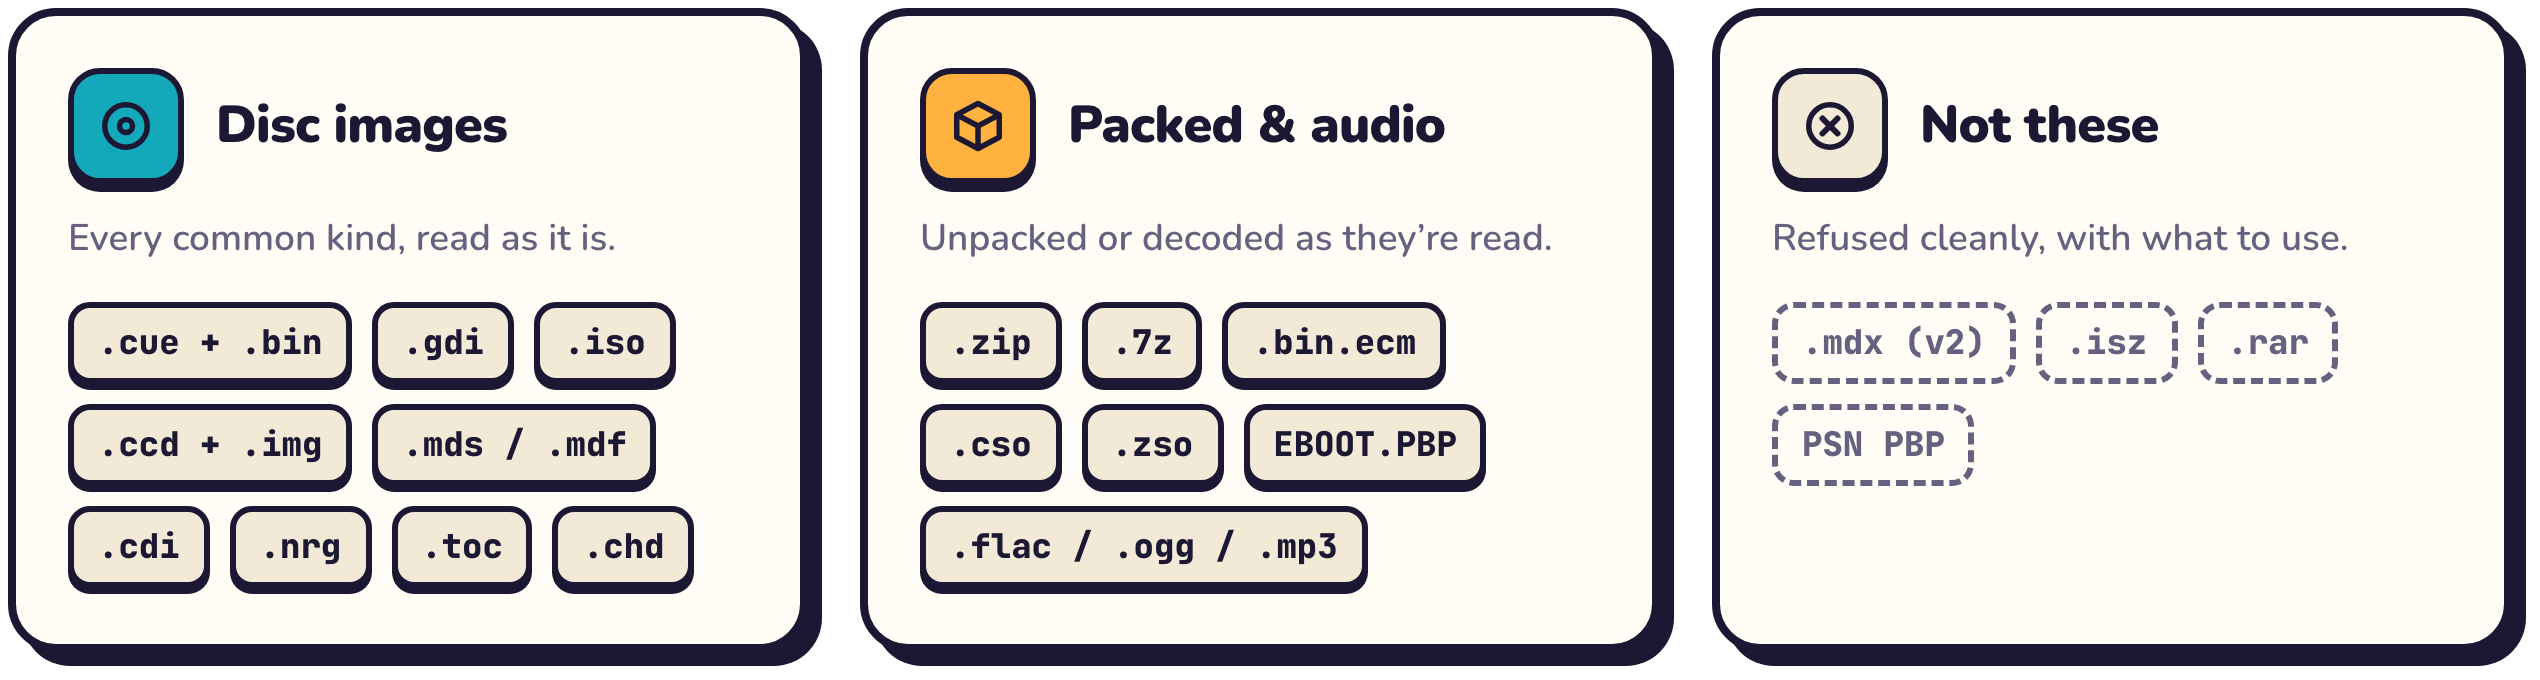 Disc images
Every common kind, read as it is.
.cue + .bin
.gdi
.iso
.ccd + .img
.mds / .mdf
.cdi
.nrg
.toc
.chd
Packed & audio
Unpacked or decoded as they’re read.
.zip
.7z
.bin.ecm
.cso
.zso
EBOOT.PBP
.flac / .ogg / .mp3
Not these
Refused cleanly, with what to use.
.mdx (v2)
.isz
.rar
PSN PBP